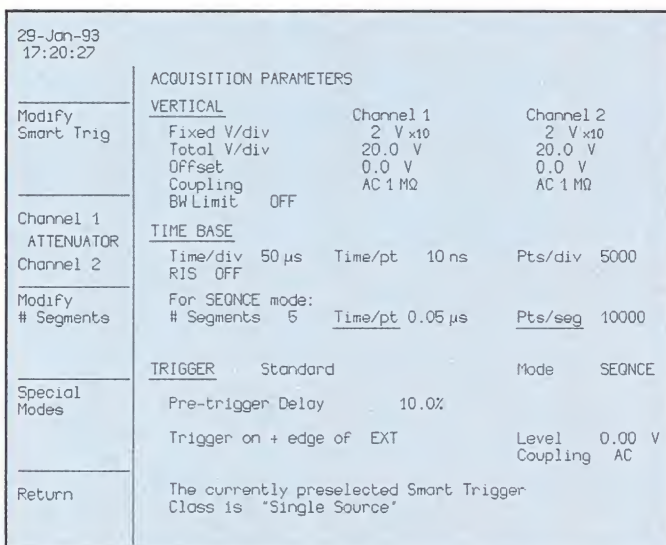 29-Jan-93
17:20:27
ACQUISITION PARAMETERS
Modify
Smart Trig
VERTICAL Channel 1 Channel 2
Fixed V/div 2 V x10 2 V x10
Total V/div 20.0 V 20.0 V
Offset 0.0 V 0.0 V
Coupling AC 1 MΩ AC 1 MΩ
BW Limit OFF
Channel 1
ATTENUATOR
Channel 2
TIME BASE
Time/div 50 µs Time/pt 10 ns Pts/div 5000
RIS OFF
Modify
# Segments
For SEQNCE mode:
# Segments 5 Time/pt 0.05 µs Pts/seg 10000
TRIGGER Standard Mode SEQNCE
Special
Modes
Pre-trigger Delay 10.0%
Trigger on + edge of EXT Level 0.00 V
Coupling AC
Return
The currently preselected Smart Trigger
Class is "Single Source"